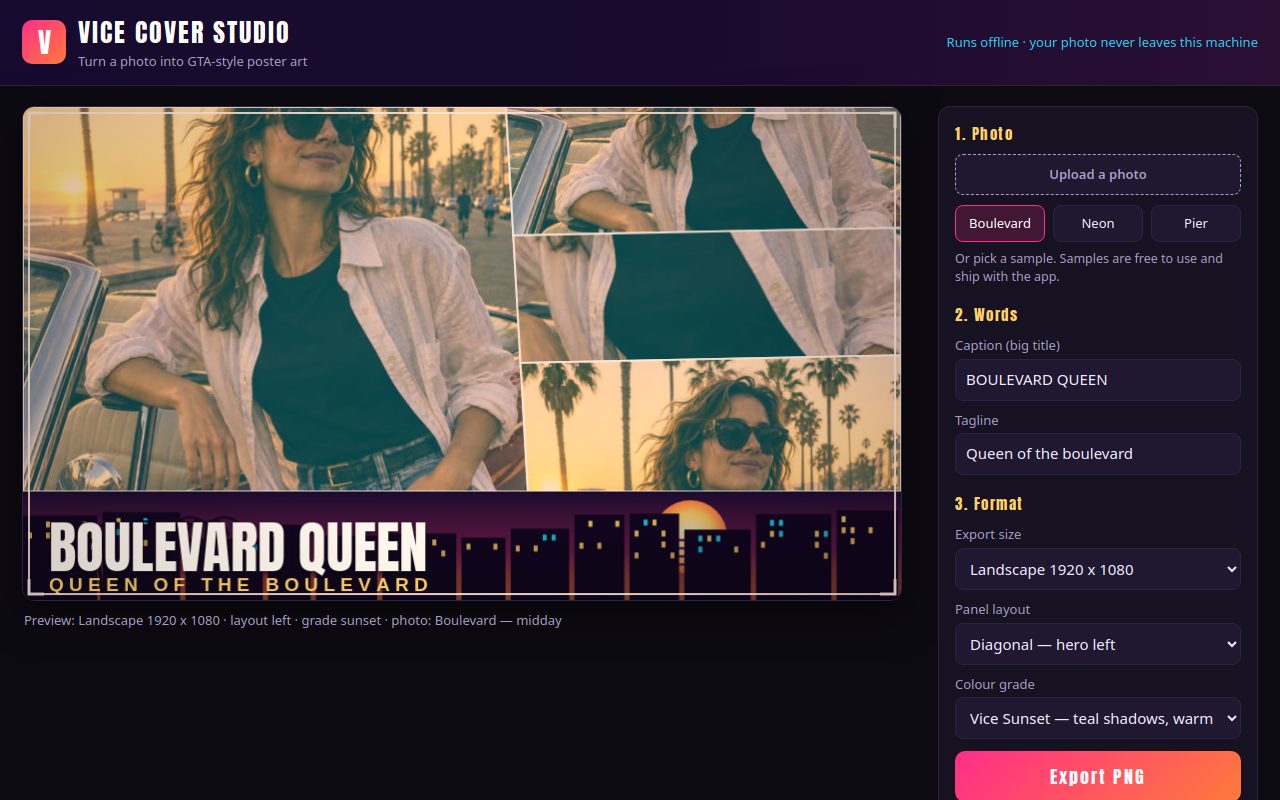 V
VICE COVER STUDIO
Turn a photo into GTA-style poster art
Runs offline · your photo never leaves this machine
BOULEVARD QUEEN
QUEEN OF THE BOULEVARD
Preview: Landscape 1920 x 1080 · layout left · grade sunset · photo: Boulevard — midday
1. Photo
Upload a photo
Boulevard
Neon
Pier
Or pick a sample. Samples are free to use and
ship with the app.
2. Words
Caption (big title)
BOULEVARD QUEEN
Tagline
Queen of the boulevard
3. Format
Export size
Landscape 1920 x 1080
Panel layout
Diagonal — hero left
Colour grade
Vice Sunset — teal shadows, warm
Export PNG